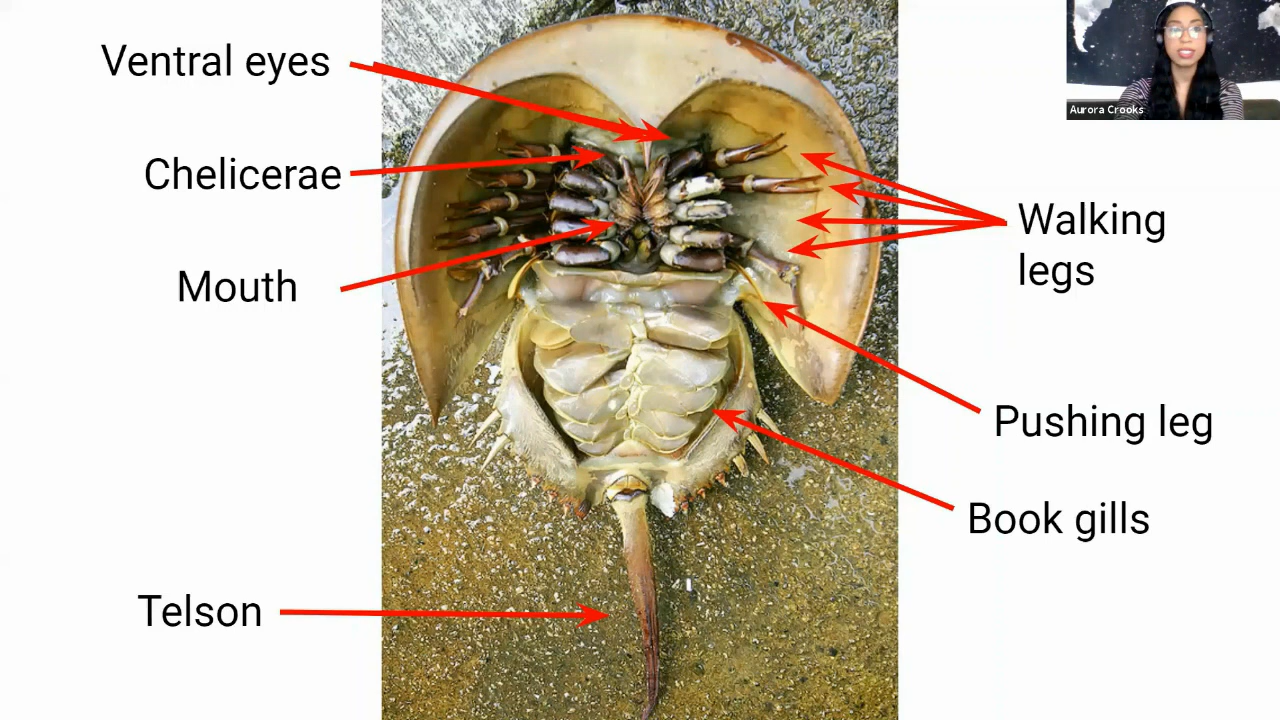 Ventral eyes
Chelicerae
Mouth
Telson
Aurora Crooks
Walking
legs
Pushing leg
Book gills